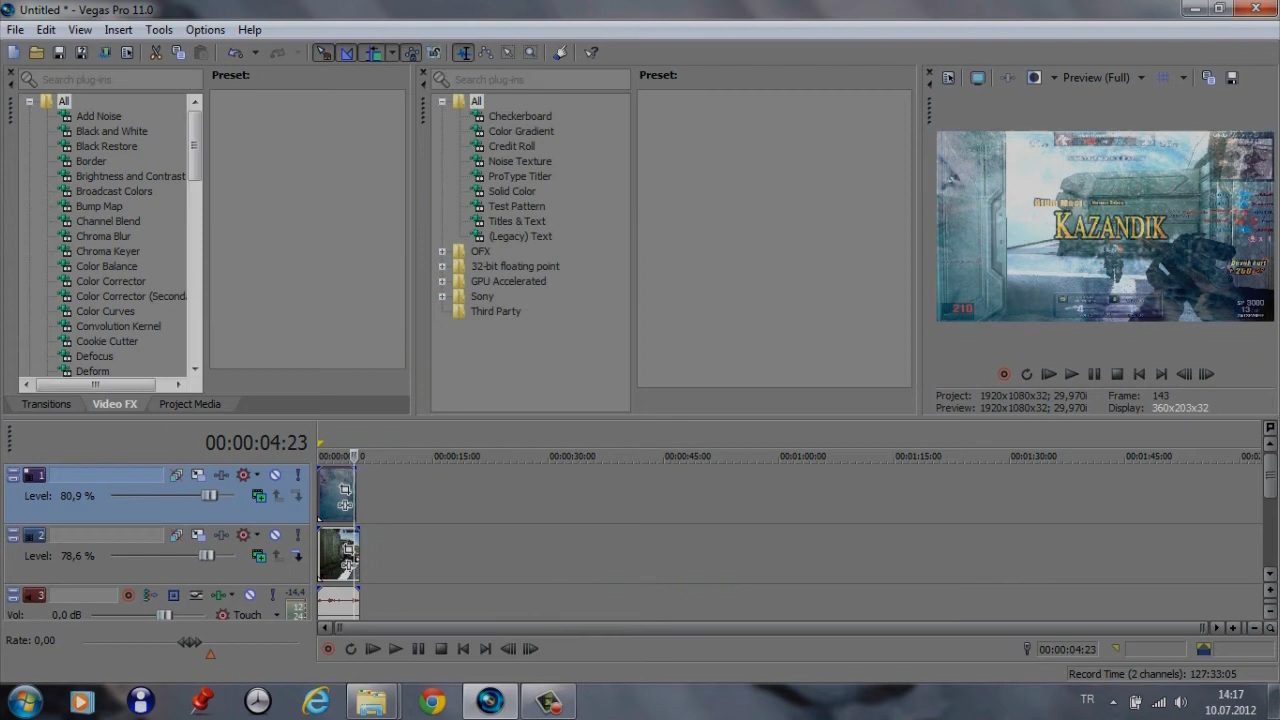 Untitled * - Vegas Pro 11.0
File Edit View Insert Tools Options Help
Search plug-ins
Preset:
All
Add Noise
Black and White
Black Restore
Border
Brightness and Contrast
Broadcast Colors
Bump Map
Channel Blend
Chroma Blur
Chroma Keyer
Color Balance
Color Corrector
Color Corrector (Second
Color Curves
Convolution Kernel
Cookie Cutter
Defocus
Deform
Transitions Video FX Project Media
Search plug-ins
Preset:
All
Checkerboard
Color Gradient
Credit Roll
Noise Texture
ProType Titler
Solid Color
Test Pattern
Titles & Text
(Legacy) Text
OFX
32-bit floating point
GPU Accelerated
Sony
Third Party
Preview (Full)
KAZANDIK
210
Project: 1920x1080x32; 29,970i Frame: 143
Preview: 1920x1080x32; 29,970i Display: 360x203x32
00:00:04:23
00:00:15:00 00:00:30:00 00:00:45:00 00:01:00:00 00:01:15:00 00:01:30:00 00:01:45:00
1
Level: 80,9 %
2
Level: 78,6 %
3
-14,4
Vol: 0,0 dB Touch
12-
24-
Rate: 0,00
00:00:04:23
Record Time (2 channels): 127:33:05
TR
14:17
10.07.2012